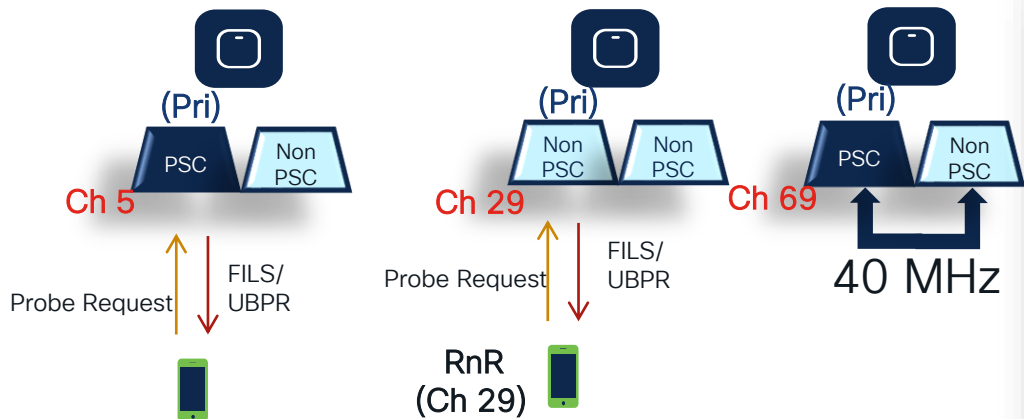 (Pri)
PSC
Non
PSC
Ch 5
Probe Request
FILS/
UBPR
(Pri)
Non
PSC
Non
PSC
Ch 29
Probe Request
FILS/
UBPR
RnR
(Ch 29)
(Pri)
PSC
Non
PSC
Ch 69
40 MHz